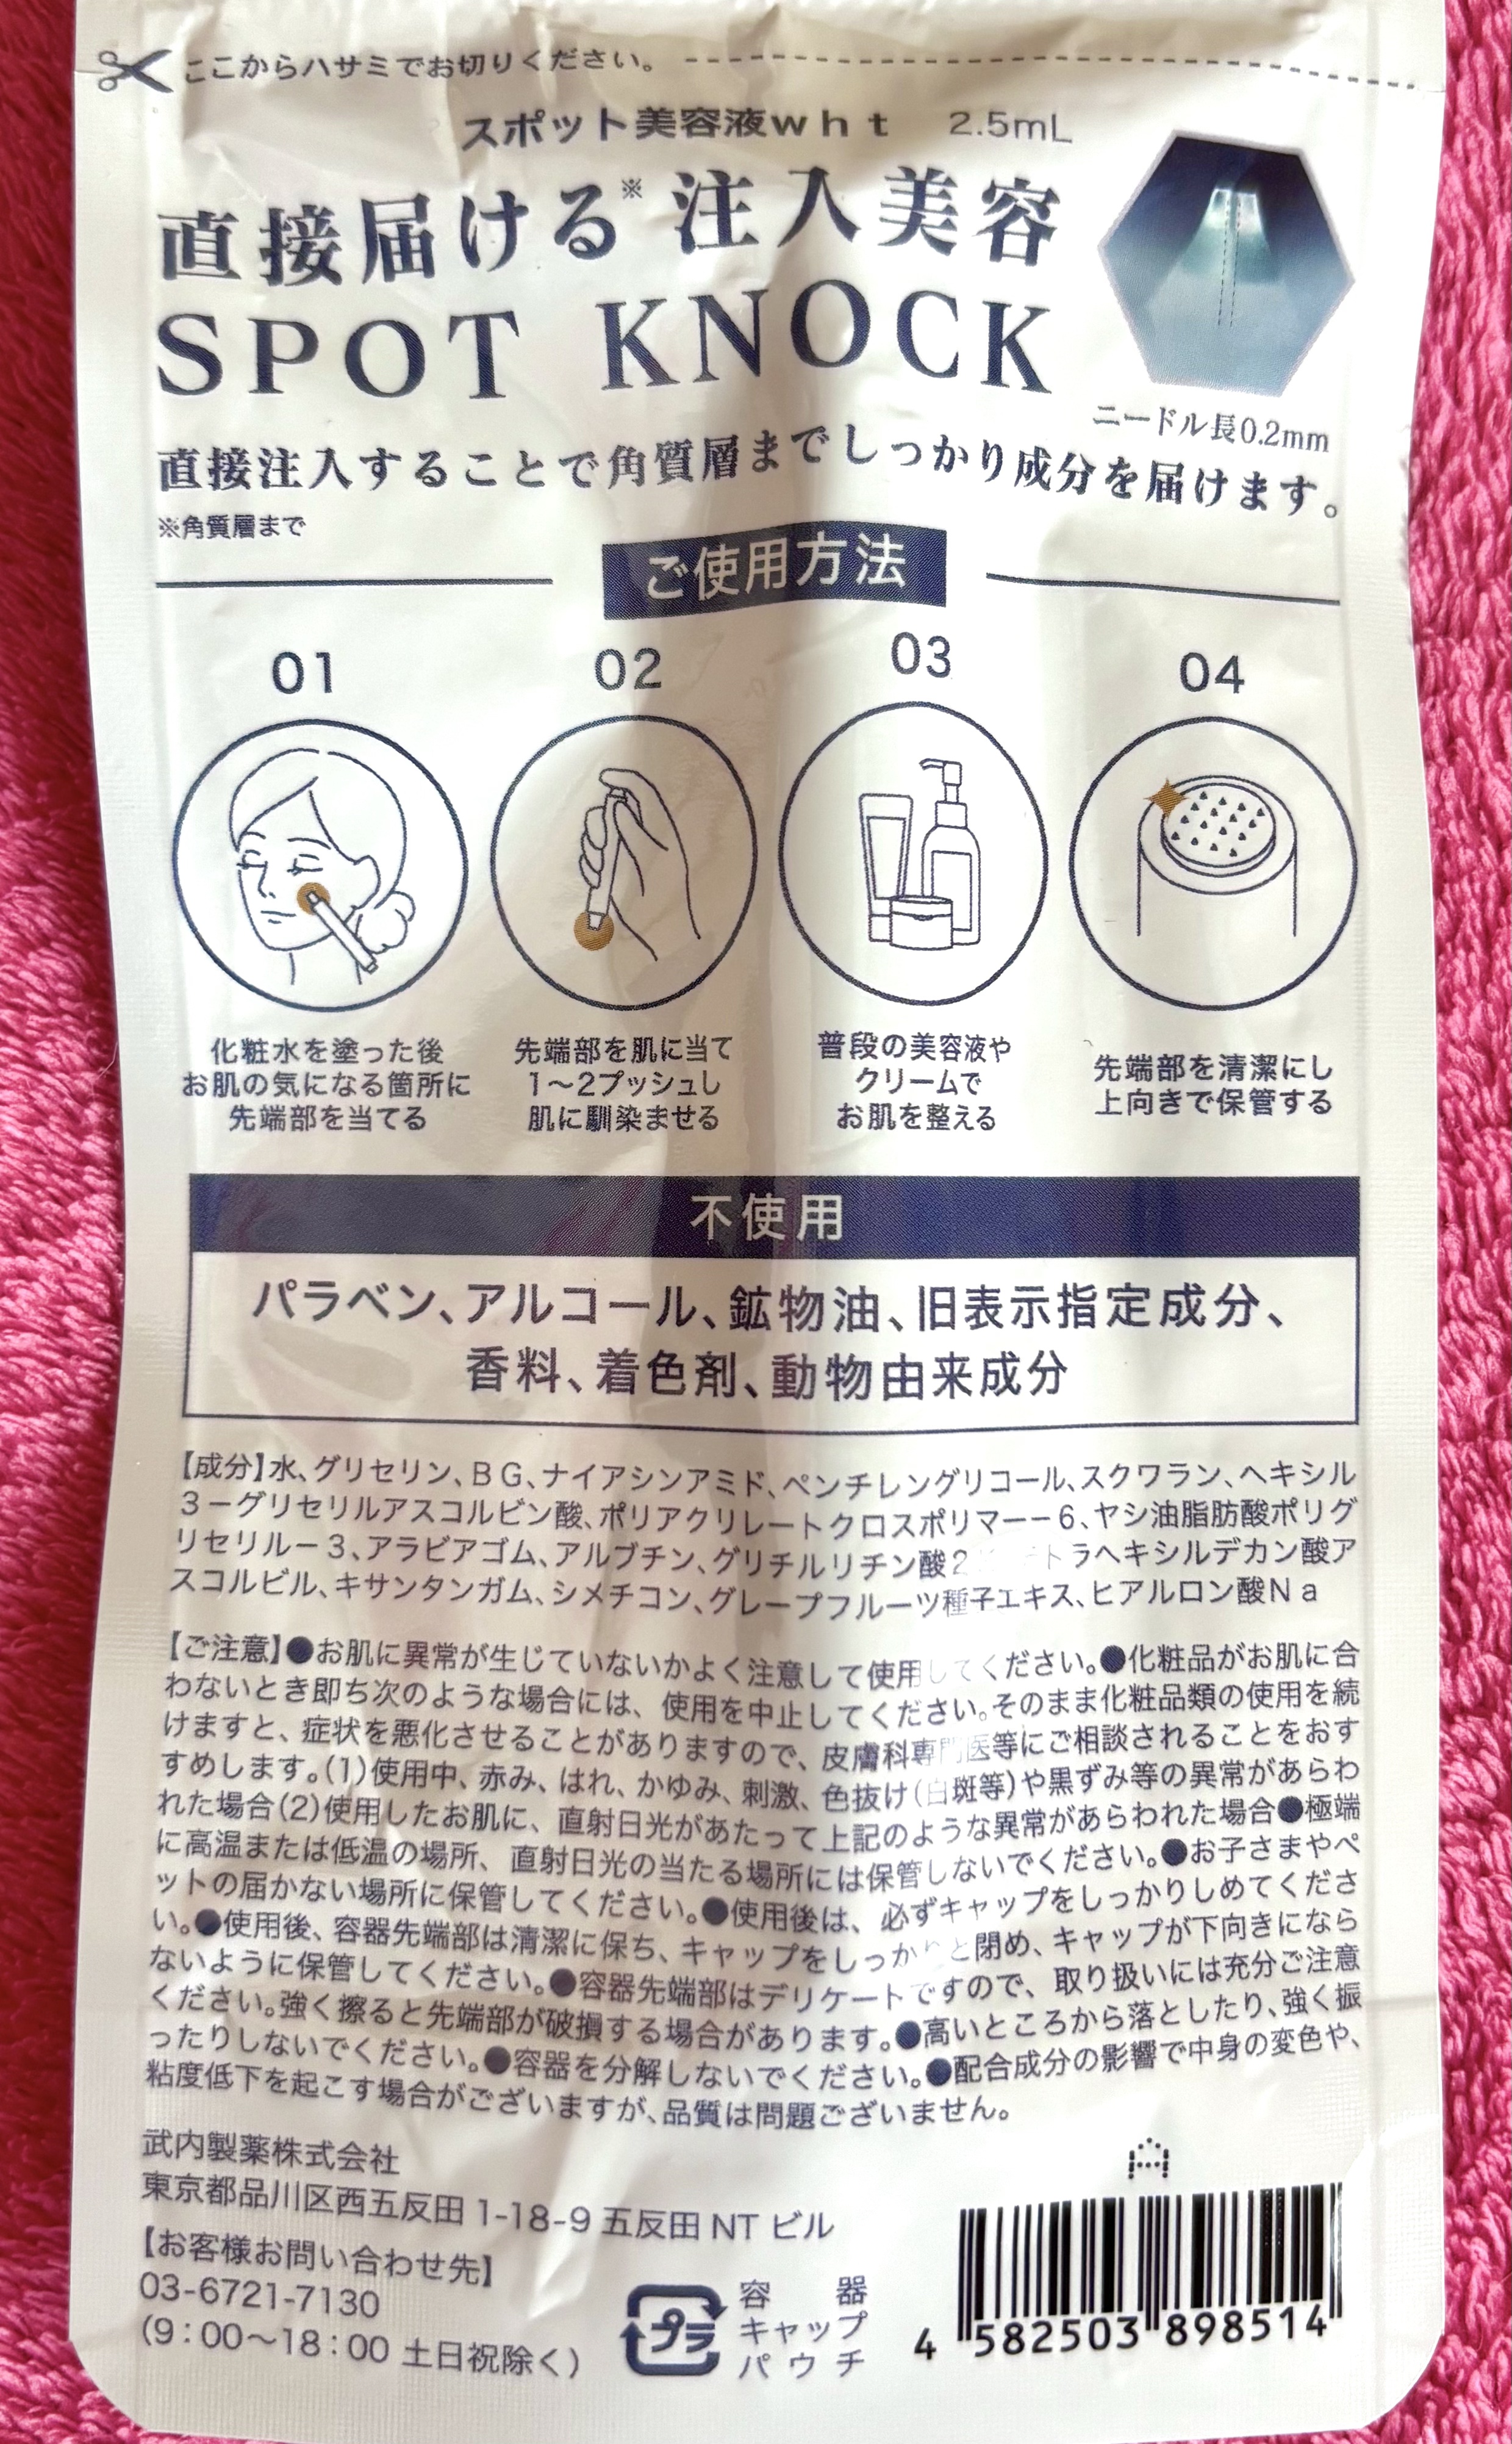 ここからハサミでお切りください。
スポット美容液ｗｈｔ 2.5mL
直接届ける※注入美容
SPOT KNOCK
ニードル長0.2mm
直接注入することで角質層までしっかり成分を届けます。
※角質層まで
ご使用方法
01
02
03
04
化粧水を塗った後
お肌の気になる箇所に
先端部を当てる
先端部を肌に当て
1〜2プッシュし
肌に馴染ませる
普段の美容液や
クリームで
お肌を整える
先端部を清潔にし
上向きで保管する
不使用
パラベン、アルコール、鉱物油、旧表示指定成分、
香料、着色剤、動物由来成分
【成分】水、グリセリン、ＢＧ、ナイアシンアミド、ペンチレングリコール、スクワラン、ヘキシル
３－グリセリルアスコルビン酸、ポリアクリレートクロスポリマー－６、ヤシ油脂肪酸ポリグ
リセリル－３、アラビアゴム、アルブチン、グリチルリチン酸２ トラヘキシルデカン酸ア
スコルビル、キサンタンガム、シメチコン、グレープフルーツ種子エキス、ヒアルロン酸Ｎａ
【ご注意】●お肌に異常が生じていないかよく注意して使用してください。●化粧品がお肌に合
わないとき即ち次のような場合には、使用を中止してください。そのまま化粧品類の使用を続
けますと、症状を悪化させることがありますので、皮膚科専門医等にご相談されることをおす
すめします。(1)使用中、赤み、はれ、かゆみ、刺激、色抜け(白斑等)や黒ずみ等の異常があらわ
れた場合(2)使用したお肌に、直射日光があたって上記のような異常があらわれた場合●極端
に高温または低温の場所、直射日光の当たる場所には保管しないでください。●お子さまやペ
ットの届かない場所に保管してください。●使用後は、必ずキャップをしっかりしめてくださ
い。●使用後、容器先端部は清潔に保ち、キャップをしっかりと閉め、キャップが下向きになら
ないように保管してください。●容器先端部はデリケートですので、取り扱いには充分ご注意
ください。強く擦ると先端部が破損する場合があります。●高いところから落としたり、強く振
ったりしないでください。●容器を分解しないでください。●配合成分の影響で中身の変色や、
粘度低下を起こす場合がございますが、品質は問題ございません。
武内製薬株式会社
東京都品川区西五反田 1-18-9 五反田 NT ビル
【お客様お問い合わせ先】
03-6721-7130
(9：00〜18：00 土日祝除く)
プラ
容器
キャップ
パウチ
4 582503 898514